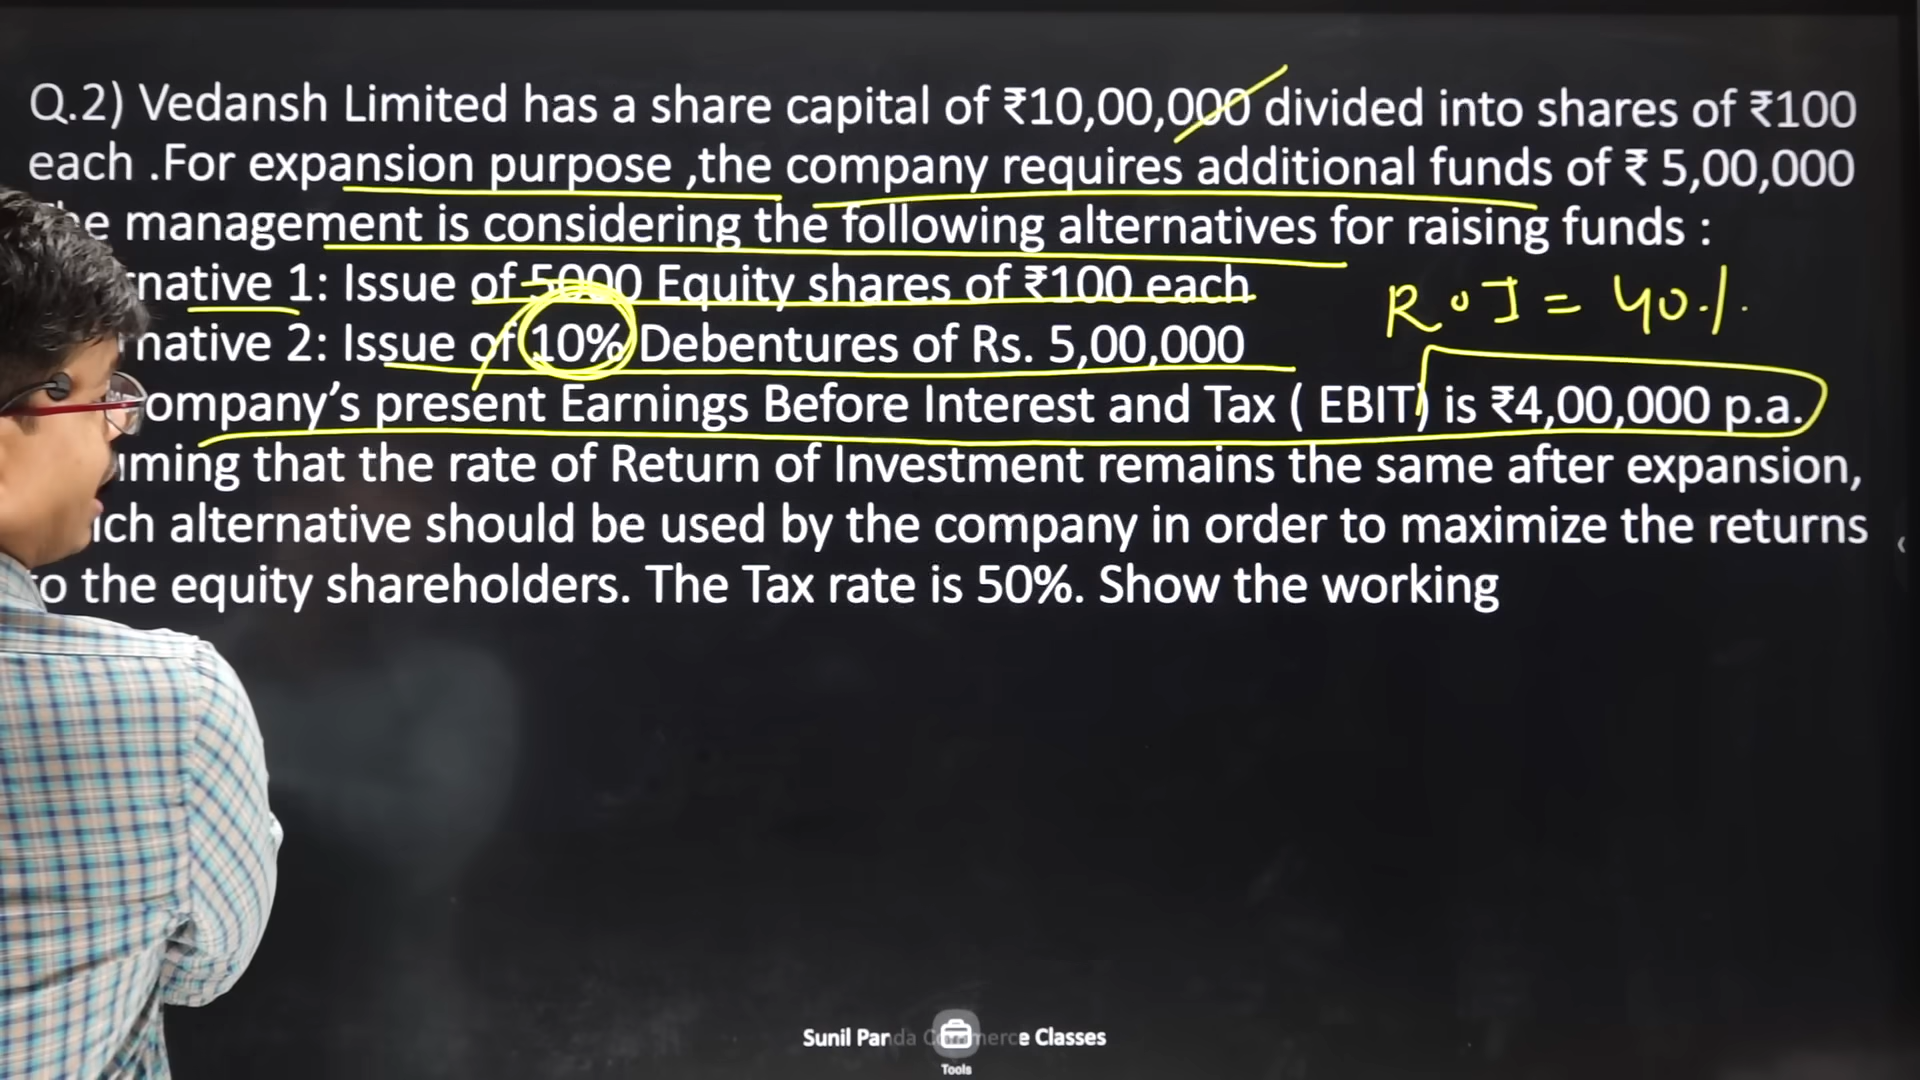 Q.2) Vedansh Limited has a share capital of ₹10,00,000 divided into shares of ₹100
each .For expansion purpose ,the company requires additional funds of ₹ 5,00,000
management is considering the following alternatives for raising funds :
native 1: Issue of 5000 Equity shares of ₹100 each
R O I = 40%
native 2: Issue of 10% Debentures of Rs. 5,00,000
ompany's present Earnings Before Interest and Tax ( EBIT) is ₹4,00,000 p.a.
ming that the rate of Return of Investment remains the same after expansion,
ich alternative should be used by the company in order to maximize the returns
to the equity shareholders. The Tax rate is 50%. Show the working
Sunil Panda Commerce Classes
Tools